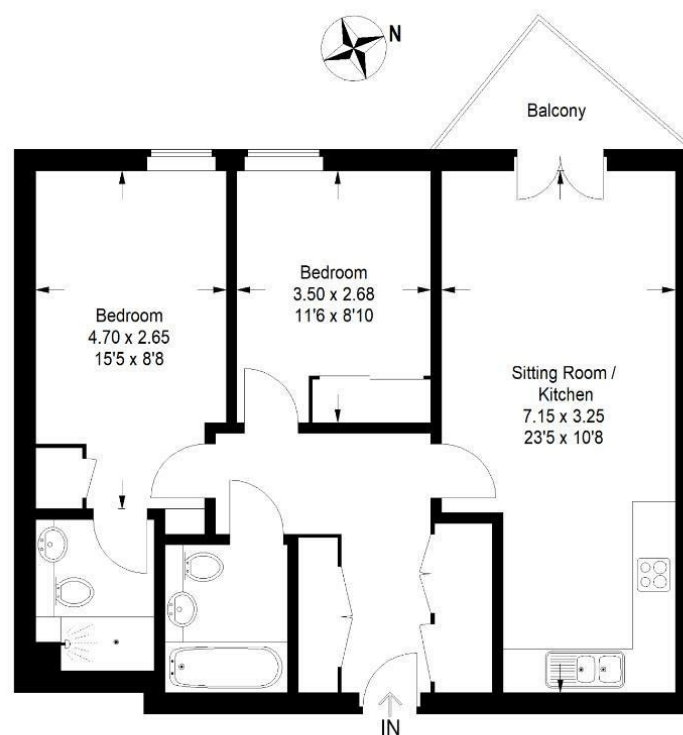 N
Balcony
Bedroom
3.50 x 2.68
11'6 x 8'10
Bedroom
4.70 x 2.65
15'5 x 8'8
Sitting Room /
Kitchen
7.15 x 3.25
23'5 x 10'8
IN